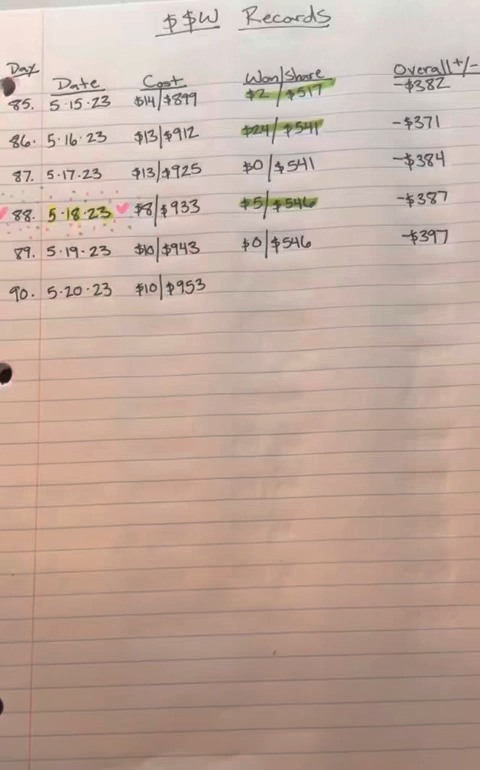 $$W Records
Day Date Cost Won/Share Overall +/-
85. 5.15.23 $14/$899 $2/$517 -$382
86. 5.16.23 $13/$912 $24/$541 -$371
87. 5.17.23 $13/$925 $0/$541 -$384
88. 5.18.23 $8/$933 $5/$546 -$387
89. 5.19.23 $10/$943 $0/$546 -$397
90. 5.20.23 $10/$953